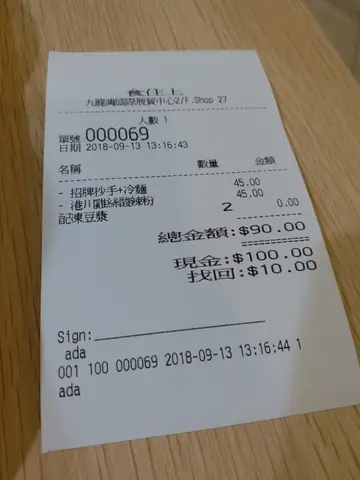 食住上
九龍灣國際展貿中心2/F.Shop 27
人數 1
單號 000069
日期 2018-09-13 13:16:43
名稱 數量 金額
- 招牌抄手+冷麵 45.00
- 港川雞絲酸辣粉 45.00
配凍豆漿 2 0.00
總金額:$90.00
現金:$100.00
找回:$10.00
Sign:
ada
001 100 000069 2018-09-13 13:16:44 1
ada